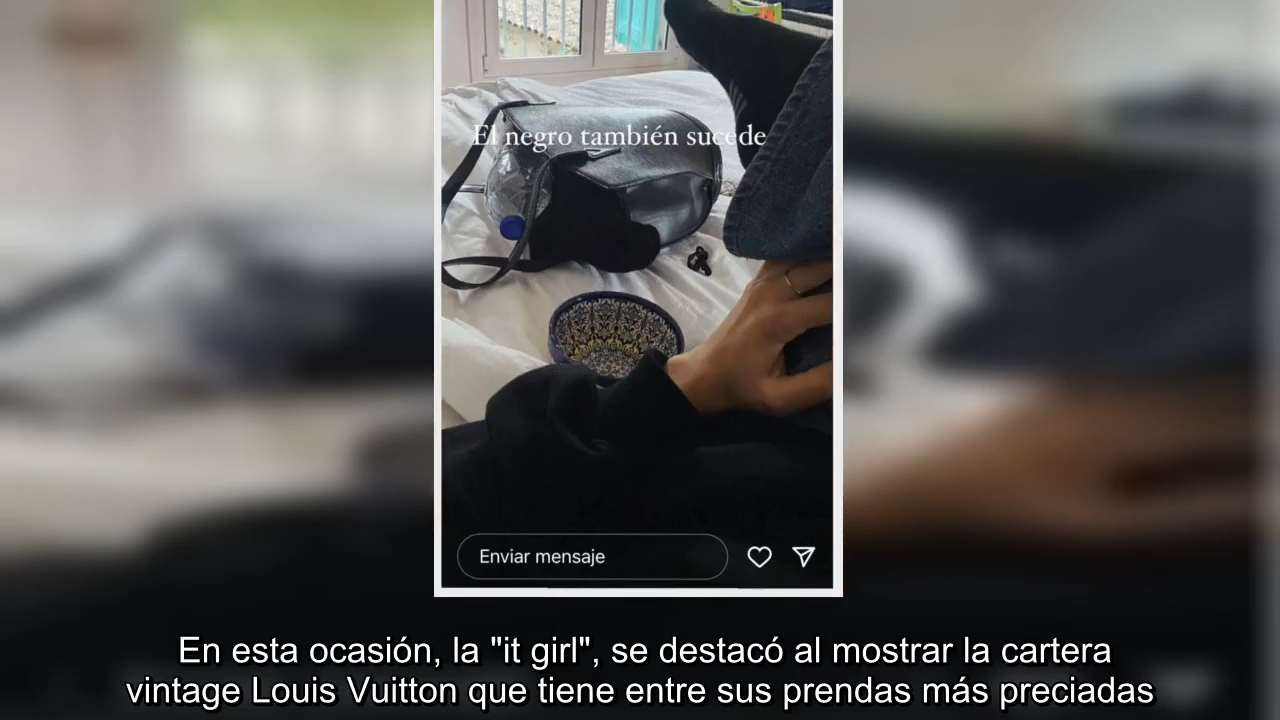 El negro también sucede
Enviar mensaje
En esta ocasión, la "it girl", se destacó al mostrar la cartera
vintage Louis Vuitton que tiene entre sus prendas más preciadas